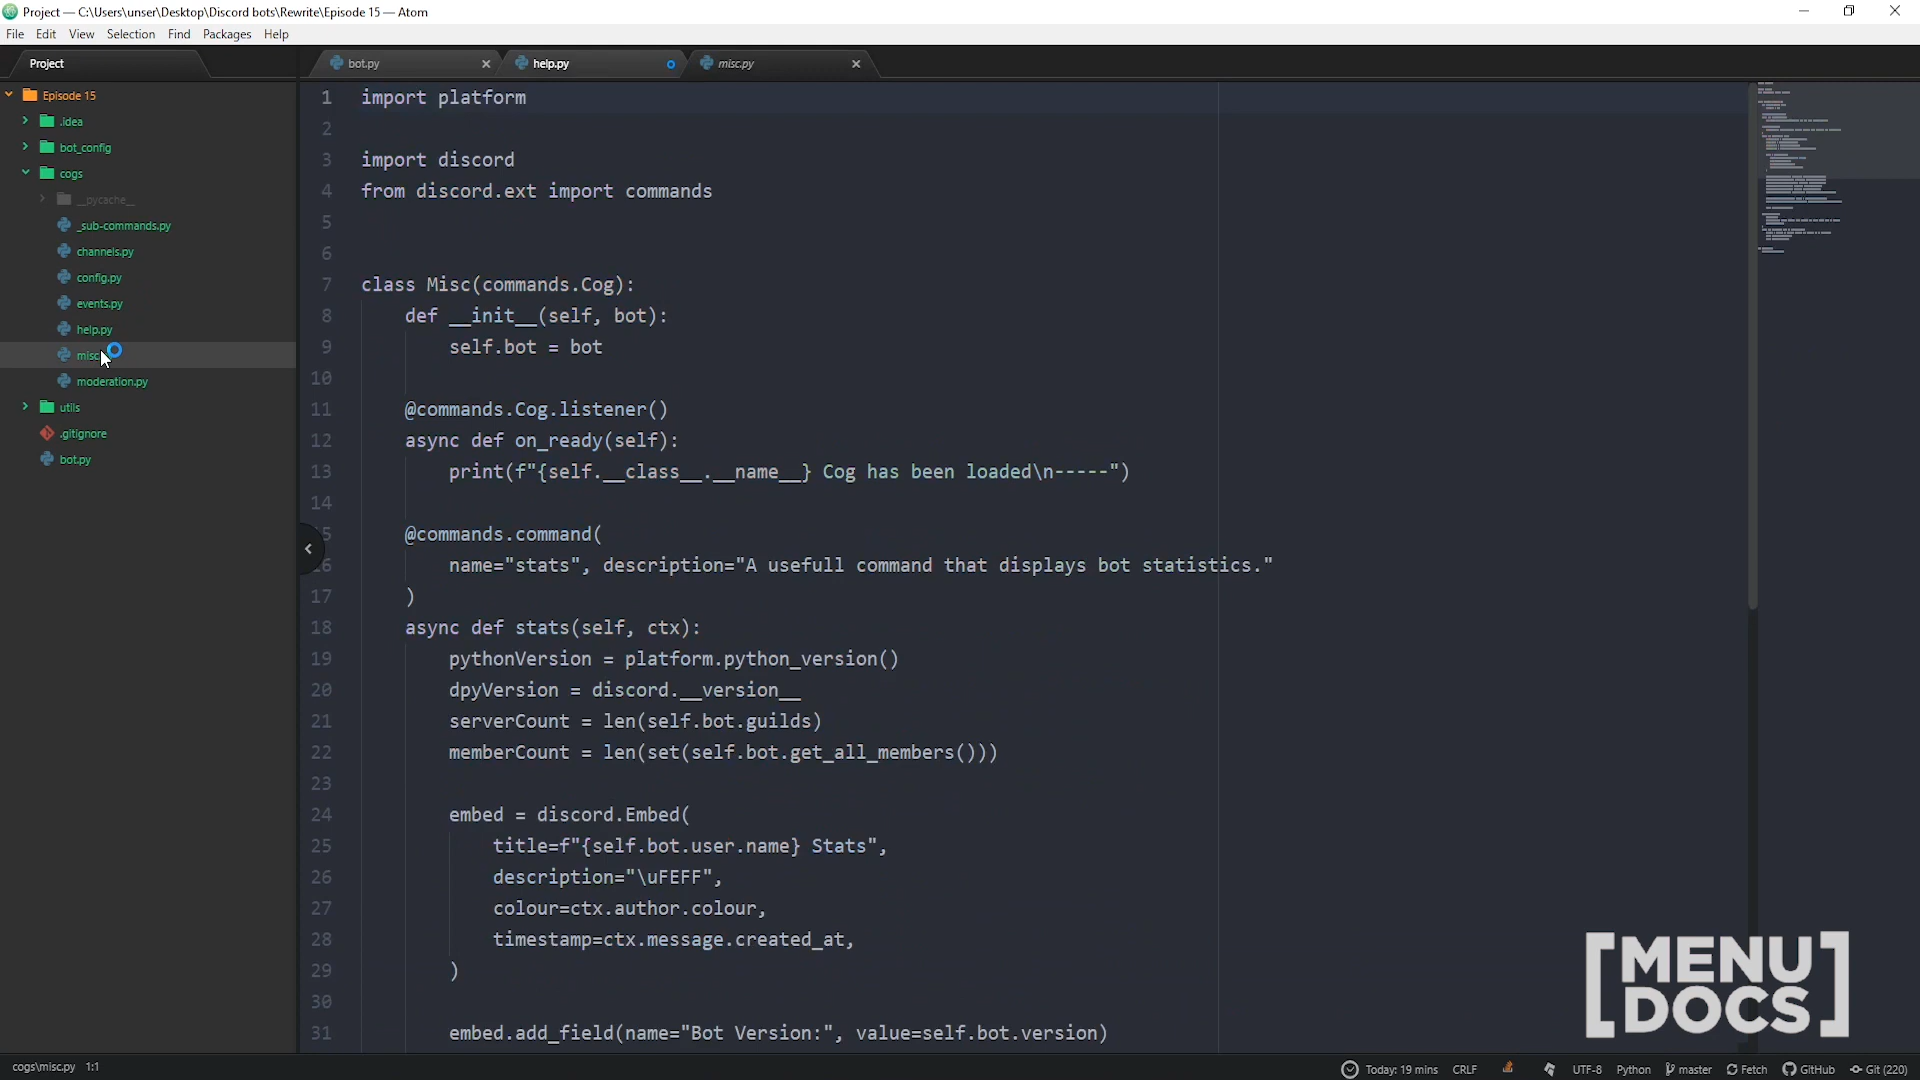 Project — C:\Users\unser\Desktop\Discord bots\Rewrite\Episode 15 — Atom
File Edit View Selection Find Packages Help
Project
bot.py
help.py
misc.py
Episode 15
.idea
bot_config
cogs
__pycache__
_sub-commands.py
channels.py
config.py
events.py
help.py
misc
moderation.py
utils
.gitignore
bot.py
1 import platform
2
3 import discord
4 from discord.ext import commands
5
6
7 class Misc(commands.Cog):
8 def __init__(self, bot):
9 self.bot = bot
10
11 @commands.Cog.listener()
12 async def on_ready(self):
13 print(f"{self.__class__.__name__} Cog has been loaded\n-----")
14
5 @commands.command(
6 name="stats", description="A usefull command that displays bot statistics."
17 )
18 async def stats(self, ctx):
19 pythonVersion = platform.python_version()
20 dpyVersion = discord.__version__
21 serverCount = len(self.bot.guilds)
22 memberCount = len(set(self.bot.get_all_members()))
23
24 embed = discord.Embed(
25 title=f"{self.bot.user.name} Stats",
26 description="\uFEFF",
27 colour=ctx.author.colour,
28 timestamp=ctx.message.created_at,
29 )
30
31 embed.add_field(name="Bot Version:", value=self.bot.version)
[MENU
DOCS]
cogs\misc.py 1:1
Today: 19 mins CRLF UTF-8 Python master Fetch GitHub Git (220)